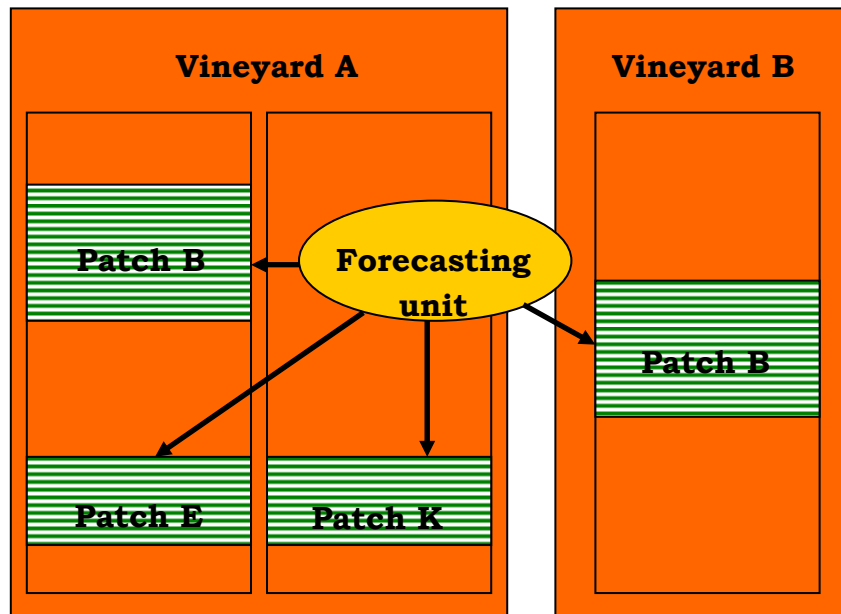 Vineyard A
Vineyard B
Patch B
Forecasting
unit
Patch B
Patch E
Patch K